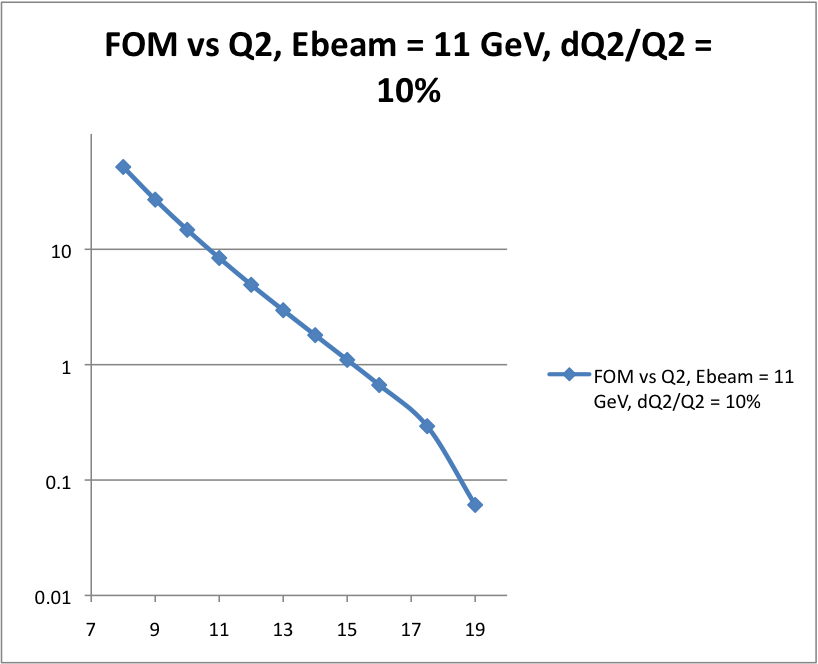 FOM vs Q2, Ebeam = 11 GeV, dQ2/Q2 =
10%
10
1
0.1
0.01
7 9 11 13 15 17 19
FOM vs Q2, Ebeam = 11
GeV, dQ2/Q2 = 10%